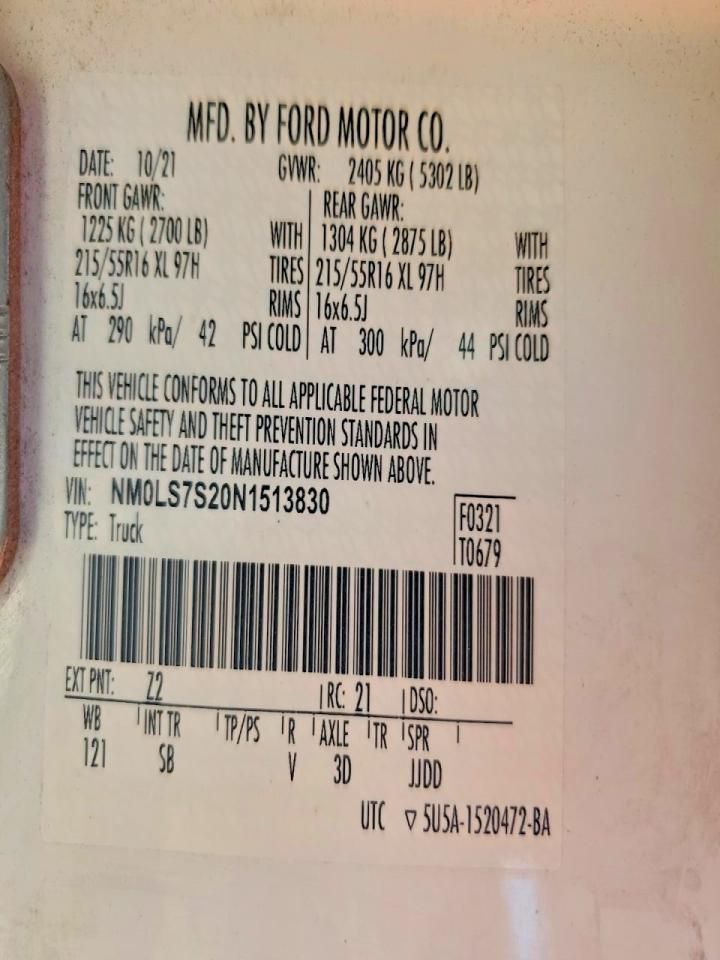 MFD. BY FORD MOTOR CO.
DATE: 10/21 GVWR: 2405 KG ( 5302 LB)
FRONT GAWR: REAR GAWR:
1225 KG ( 2700 LB) WITH 1304 KG ( 2875 LB) WITH
215/55R16 XL 97H TIRES 215/55R16 XL 97H TIRES
16x6.5J RIMS 16x6.5J RIMS
AT 290 kPa/ 42 PSI COLD AT 300 kPa/ 44 PSI COLD
THIS VEHICLE CONFORMS TO ALL APPLICABLE FEDERAL MOTOR
VEHICLE SAFETY AND THEFT PREVENTION STANDARDS IN
EFFECT ON THE DATE OF MANUFACTURE SHOWN ABOVE.
VIN: NM0LS7S20N1513830
TYPE: Truck
F0321
T0679
EXT PNT: Z2 RC: 21 DSO:
WB INT TR TP/PS R AXLE TR SPR
121 SB V 3D JJDD
UTC ▽ 5U5A-1520472-BA